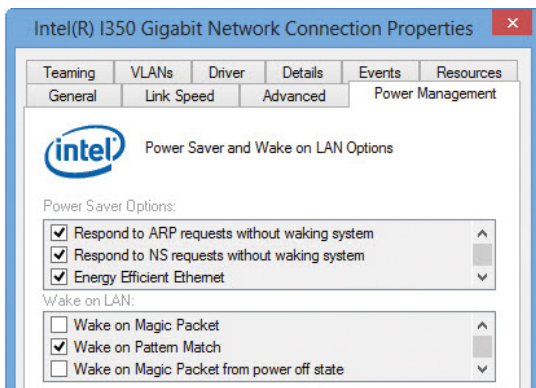 Intel(R) I350 Gigabit Network Connection Properties
Teaming VLANs Driver Details Events Resources
General Link Speed Advanced Power Management
intel Power Saver and Wake on LAN Options
Power Saver Options:
Respond to ARP requests without waking system
Respond to NS requests without waking system
Energy Efficient Ethernet
Wake on LAN:
Wake on Magic Packet
Wake on Pattern Match
Wake on Magic Packet from power off state